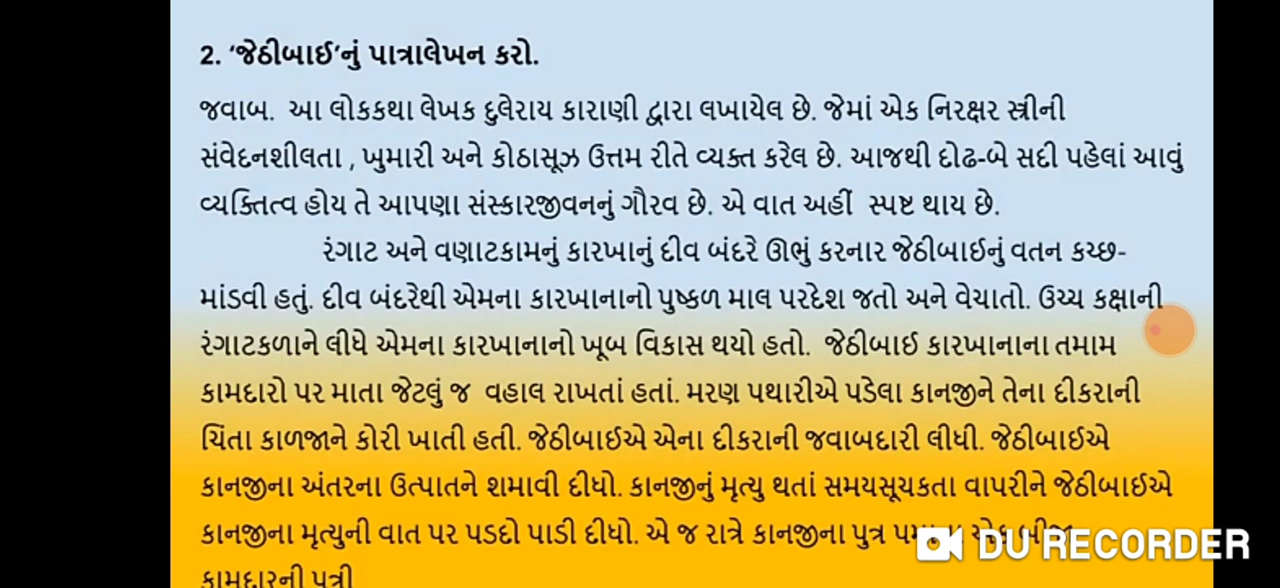 2. ‘જેઠીબાઈ’નું પાત્રાલેખન કરો.
જવાબ. આ લોકકથા લેખક દુલેરાય કારાણી દ્વારા લખાયેલ છે. જેમાં એક નિરક્ષર સ્ત્રીની
સંવેદનશીલતા , ખુમારી અને કોઠાસૂઝ ઉત્તમ રીતે વ્યક્ત કરેલ છે. આજથી દોઢ-બે સદી પહેલાં આવું
વ્યક્તિત્વ હોય તે આપણા સંસ્કારજીવનનું ગૌરવ છે. એ વાત અહીં સ્પષ્ટ થાય છે.
રંગાટ અને વણાટકામનું કારખાનું દીવ બંદરે ઊભું કરનાર જેઠીબાઈનું વતન કચ્છ-
માંડવી હતું. દીવ બંદરેથી એમના કારખાનાનો પુષ્કળ માલ પરદેશ જતો અને વેચાતો. ઉચ્ચ કક્ષાની
રંગાટકળાને લીધે એમના કારખાનાનો ખૂબ વિકાસ થયો હતો. જેઠીબાઈ કારખાનાના તમામ
કામદારો પર માતા જેટલું જ વહાલ રાખતાં હતાં. મરણ પથારીએ પડેલા કાનજીને તેના દીકરાની
ચિંતા કાળજાને કોરી ખાતી હતી. જેઠીબાઈએ એના દીકરાની જવાબદારી લીધી. જેઠીબાઈએ
કાનજીના અંતરના ઉત્પાતને શમાવી દીધો. કાનજીનું મૃત્યુ થતાં સમયસૂચકતા વાપરીને જેઠીબાઈએ
કાનજીના મૃત્યુની વાત પર પડદો પાડી દીધો. એ જ રાત્રે કાનજીના પુત્ર
DU RECORDER
કામદારની પુત્રી